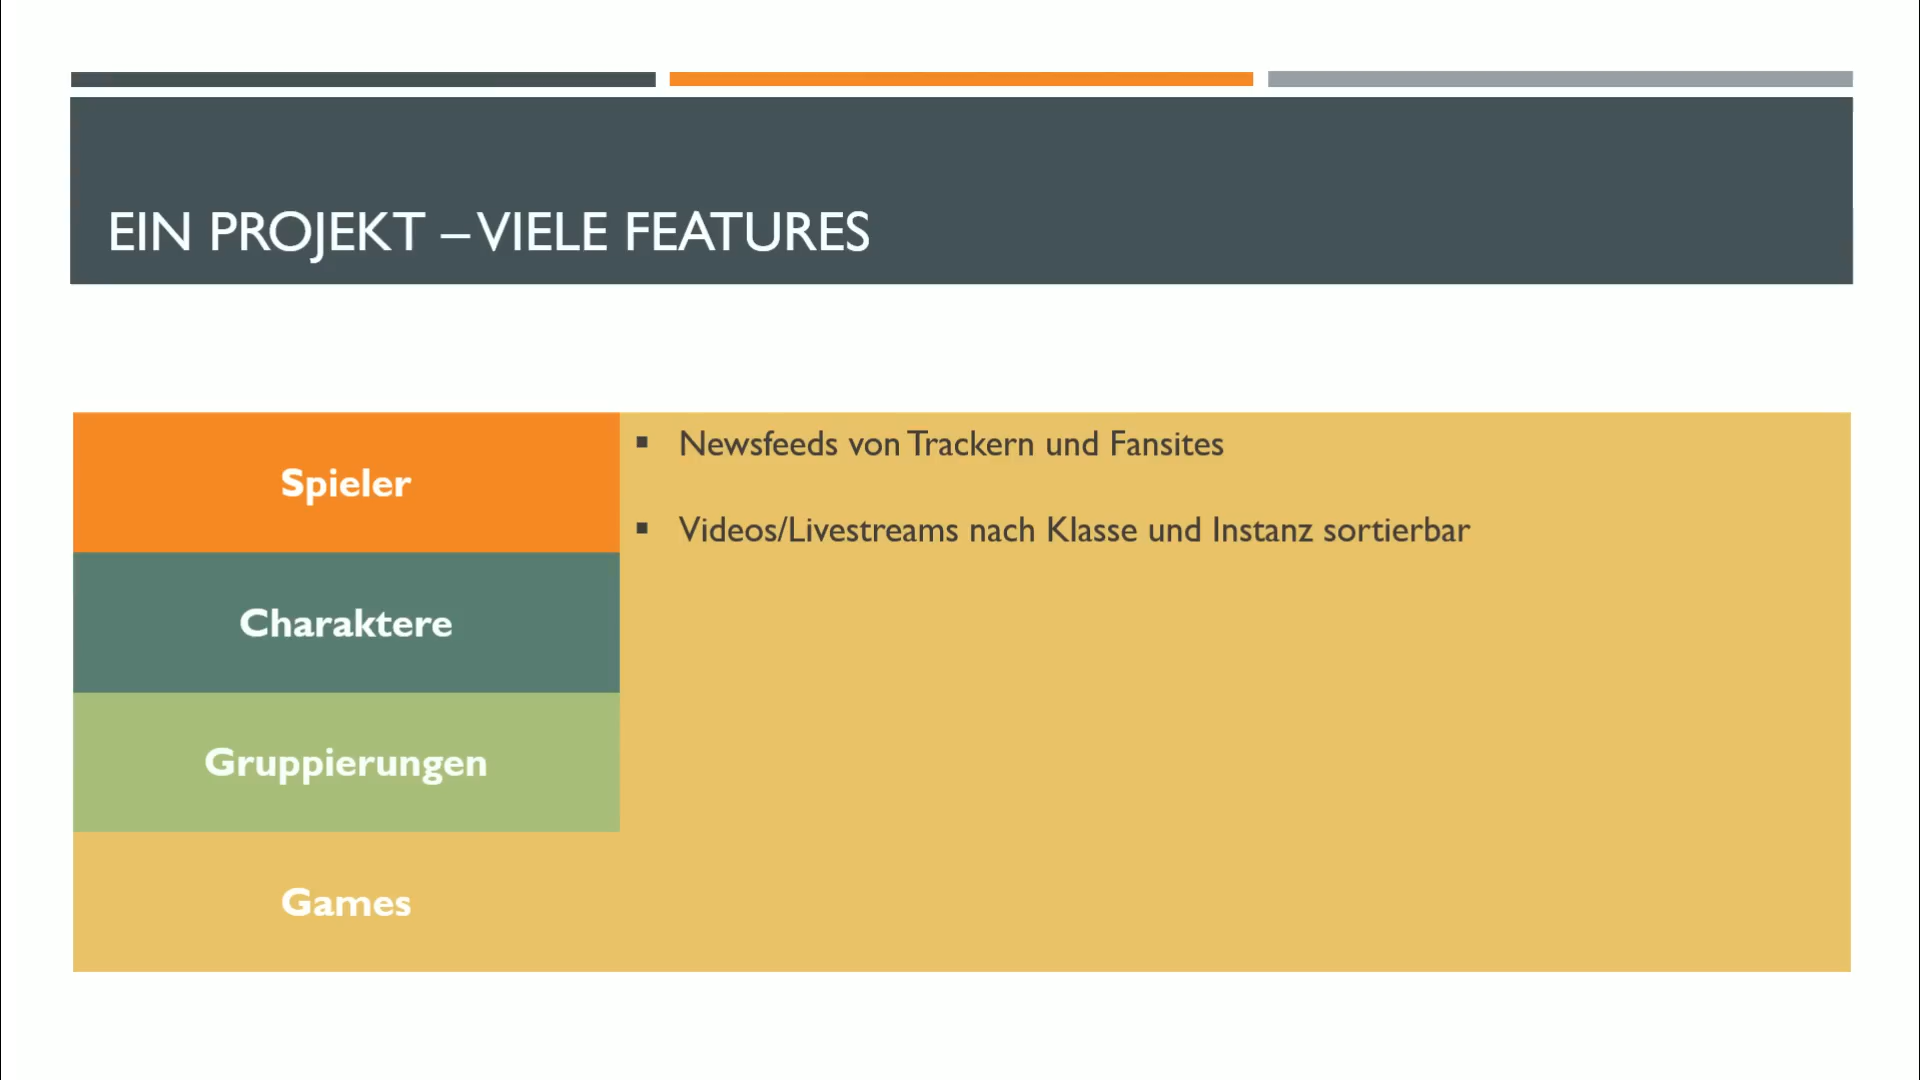 EIN PROJEKT – VIELE FEATURES
Spieler
Charaktere
Gruppierungen
Games
▪ Newsfeeds von Trackern und Fansites
▪ Videos/Livestreams nach Klasse und Instanz sortierbar